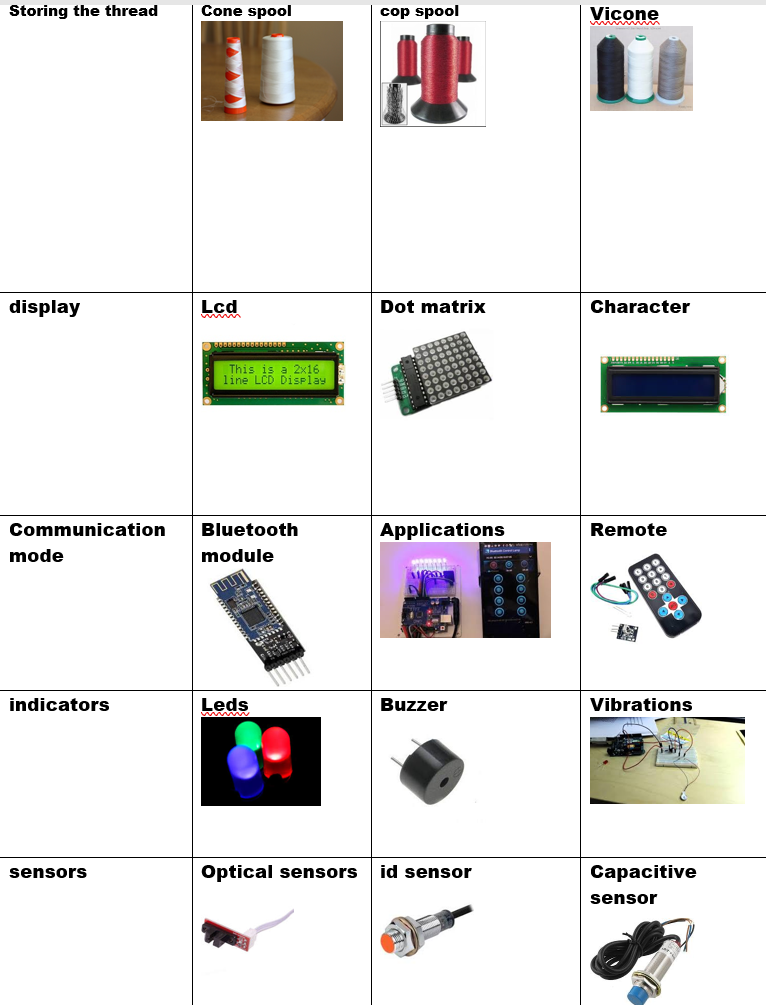 Storing the thread
Cone spool
cop spool
Vicone
display
Lcd
This is a 2x16
line LCD Display
Dot matrix
Character
Communication
mode
Bluetooth
module
Applications
Remote
indicators
Leds
Buzzer
Vibrations
sensors
Optical sensors
id sensor
Capacitive
sensor